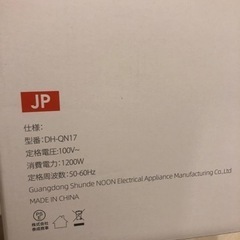 JP
仕様：
型番：DH-QN17
定格電圧：100V~
消費電力：1200W
定格周波数：50-60Hz
Guangdong Shunde NOON Electrical Appliance Manufacturing Co.,Ltd
MADE IN CHINA